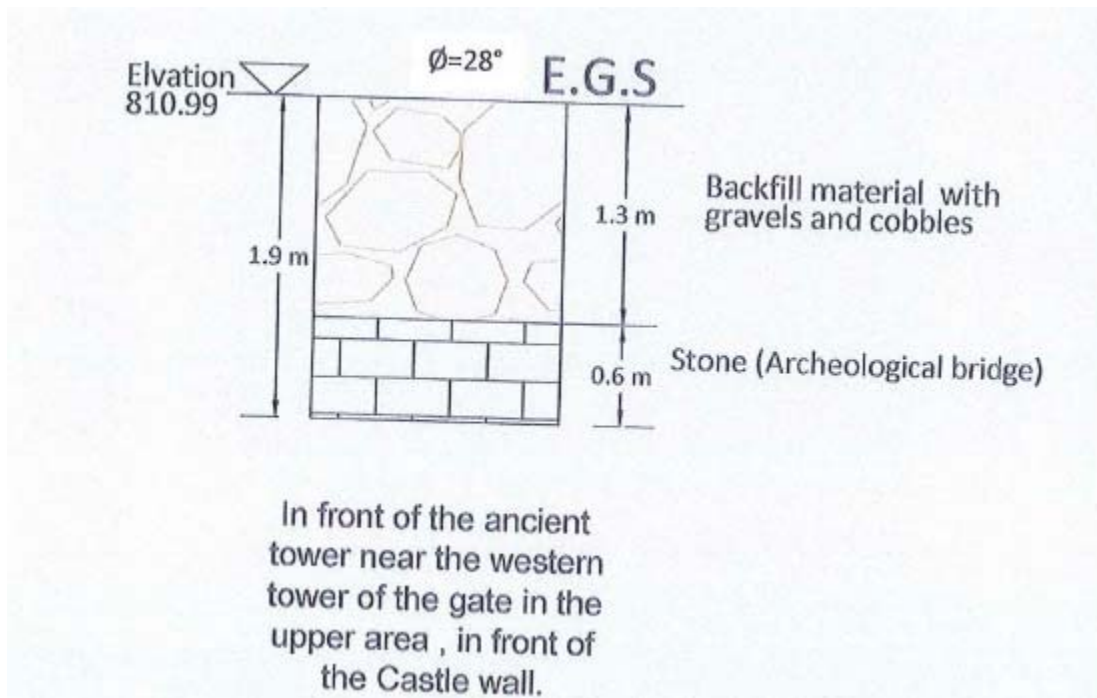 Ø=28°
E.G.S
Elvation
810.99
1.3 m
Backfill material with
gravels and cobbles
1.9 m
0.6 m
Stone (Archeological bridge)
In front of the ancient
tower near the western
tower of the gate in the
upper area , in front of
the Castle wall.